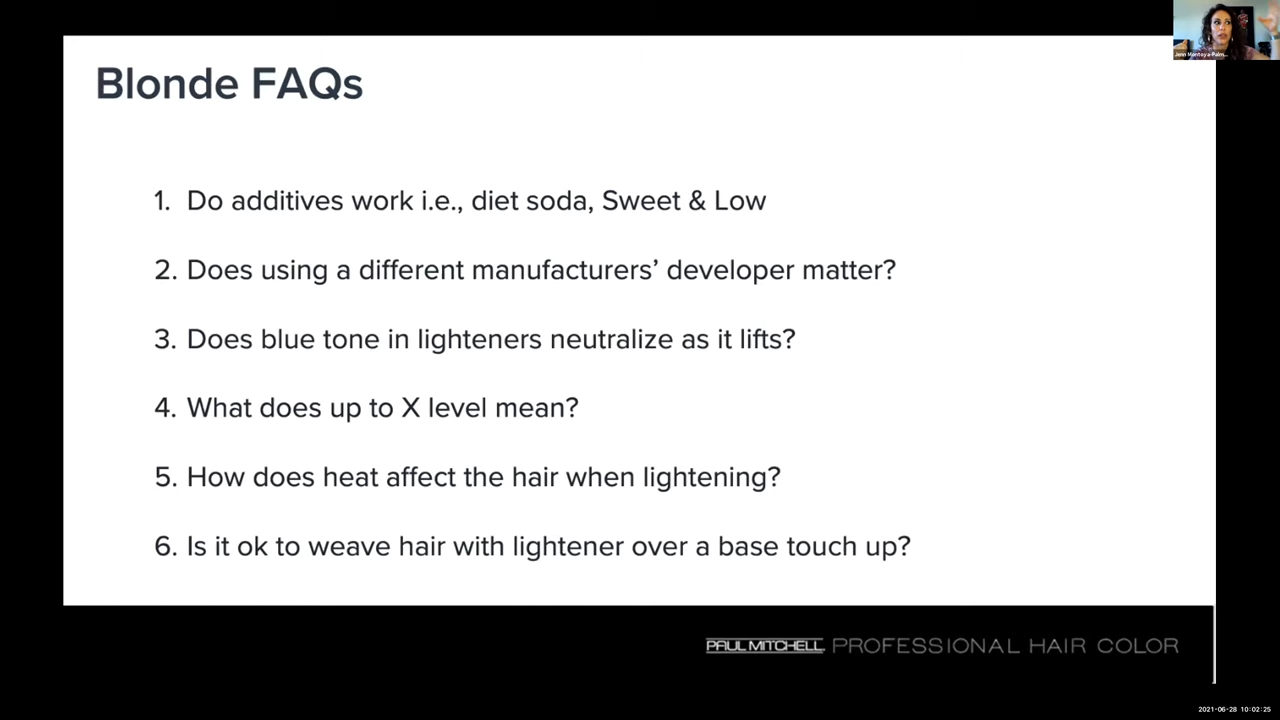 Blonde FAQs
1. Do additives work i.e., diet soda, Sweet & Low
2. Does using a different manufacturers’ developer matter?
3. Does blue tone in lighteners neutralize as it lifts?
4. What does up to X level mean?
5. How does heat affect the hair when lightening?
6. Is it ok to weave hair with lightener over a base touch up?
PAUL MITCHELL PROFESSIONAL HAIR COLOR
Jenn Montoya-Palm...
2021-06-28 10:02:25